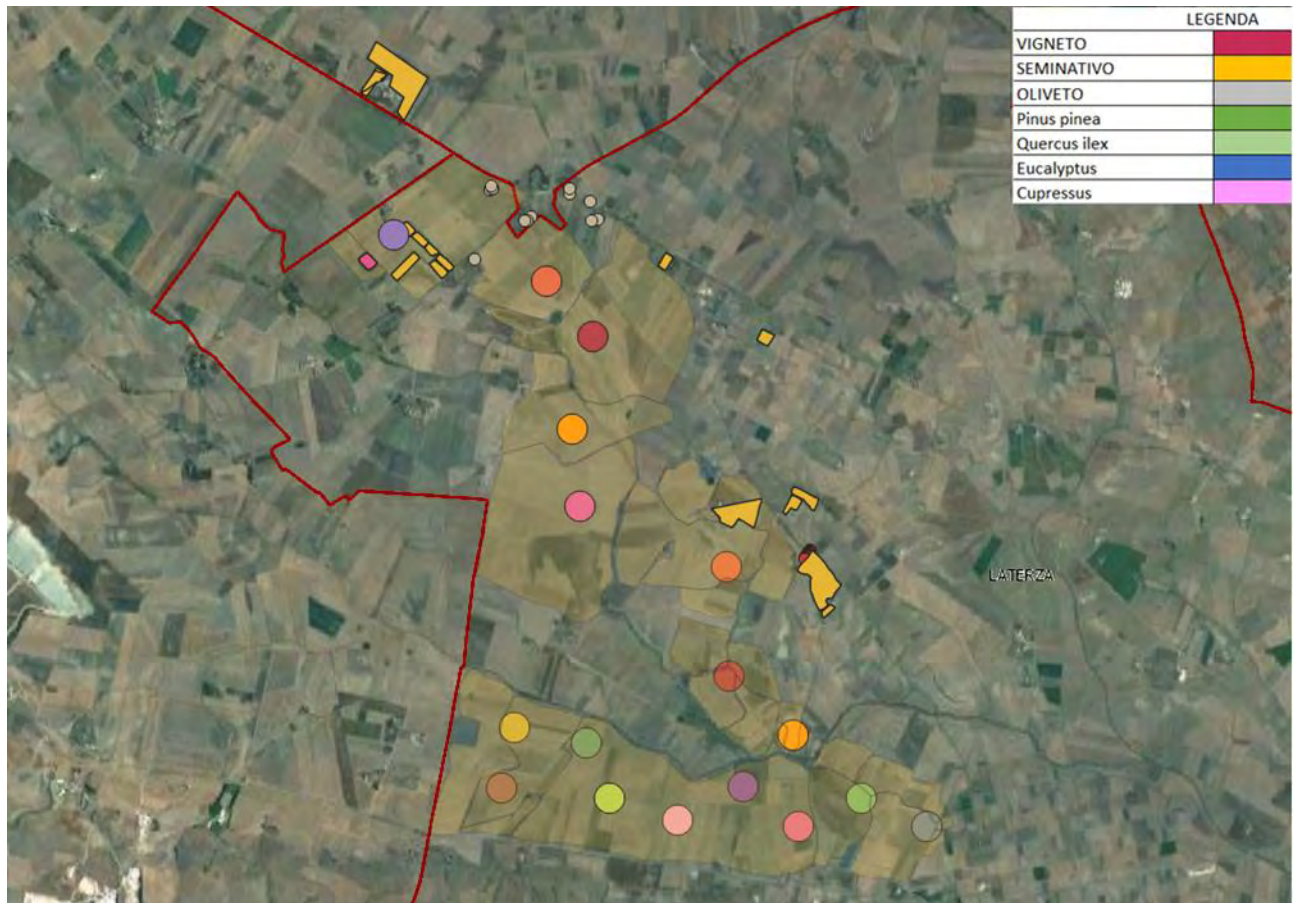 LEGENDA
VIGNETO
SEMINATIVO
OLIVETO
Pinus pinea
Quercus ilex
Eucalyptus
Cupressus
LATERZA